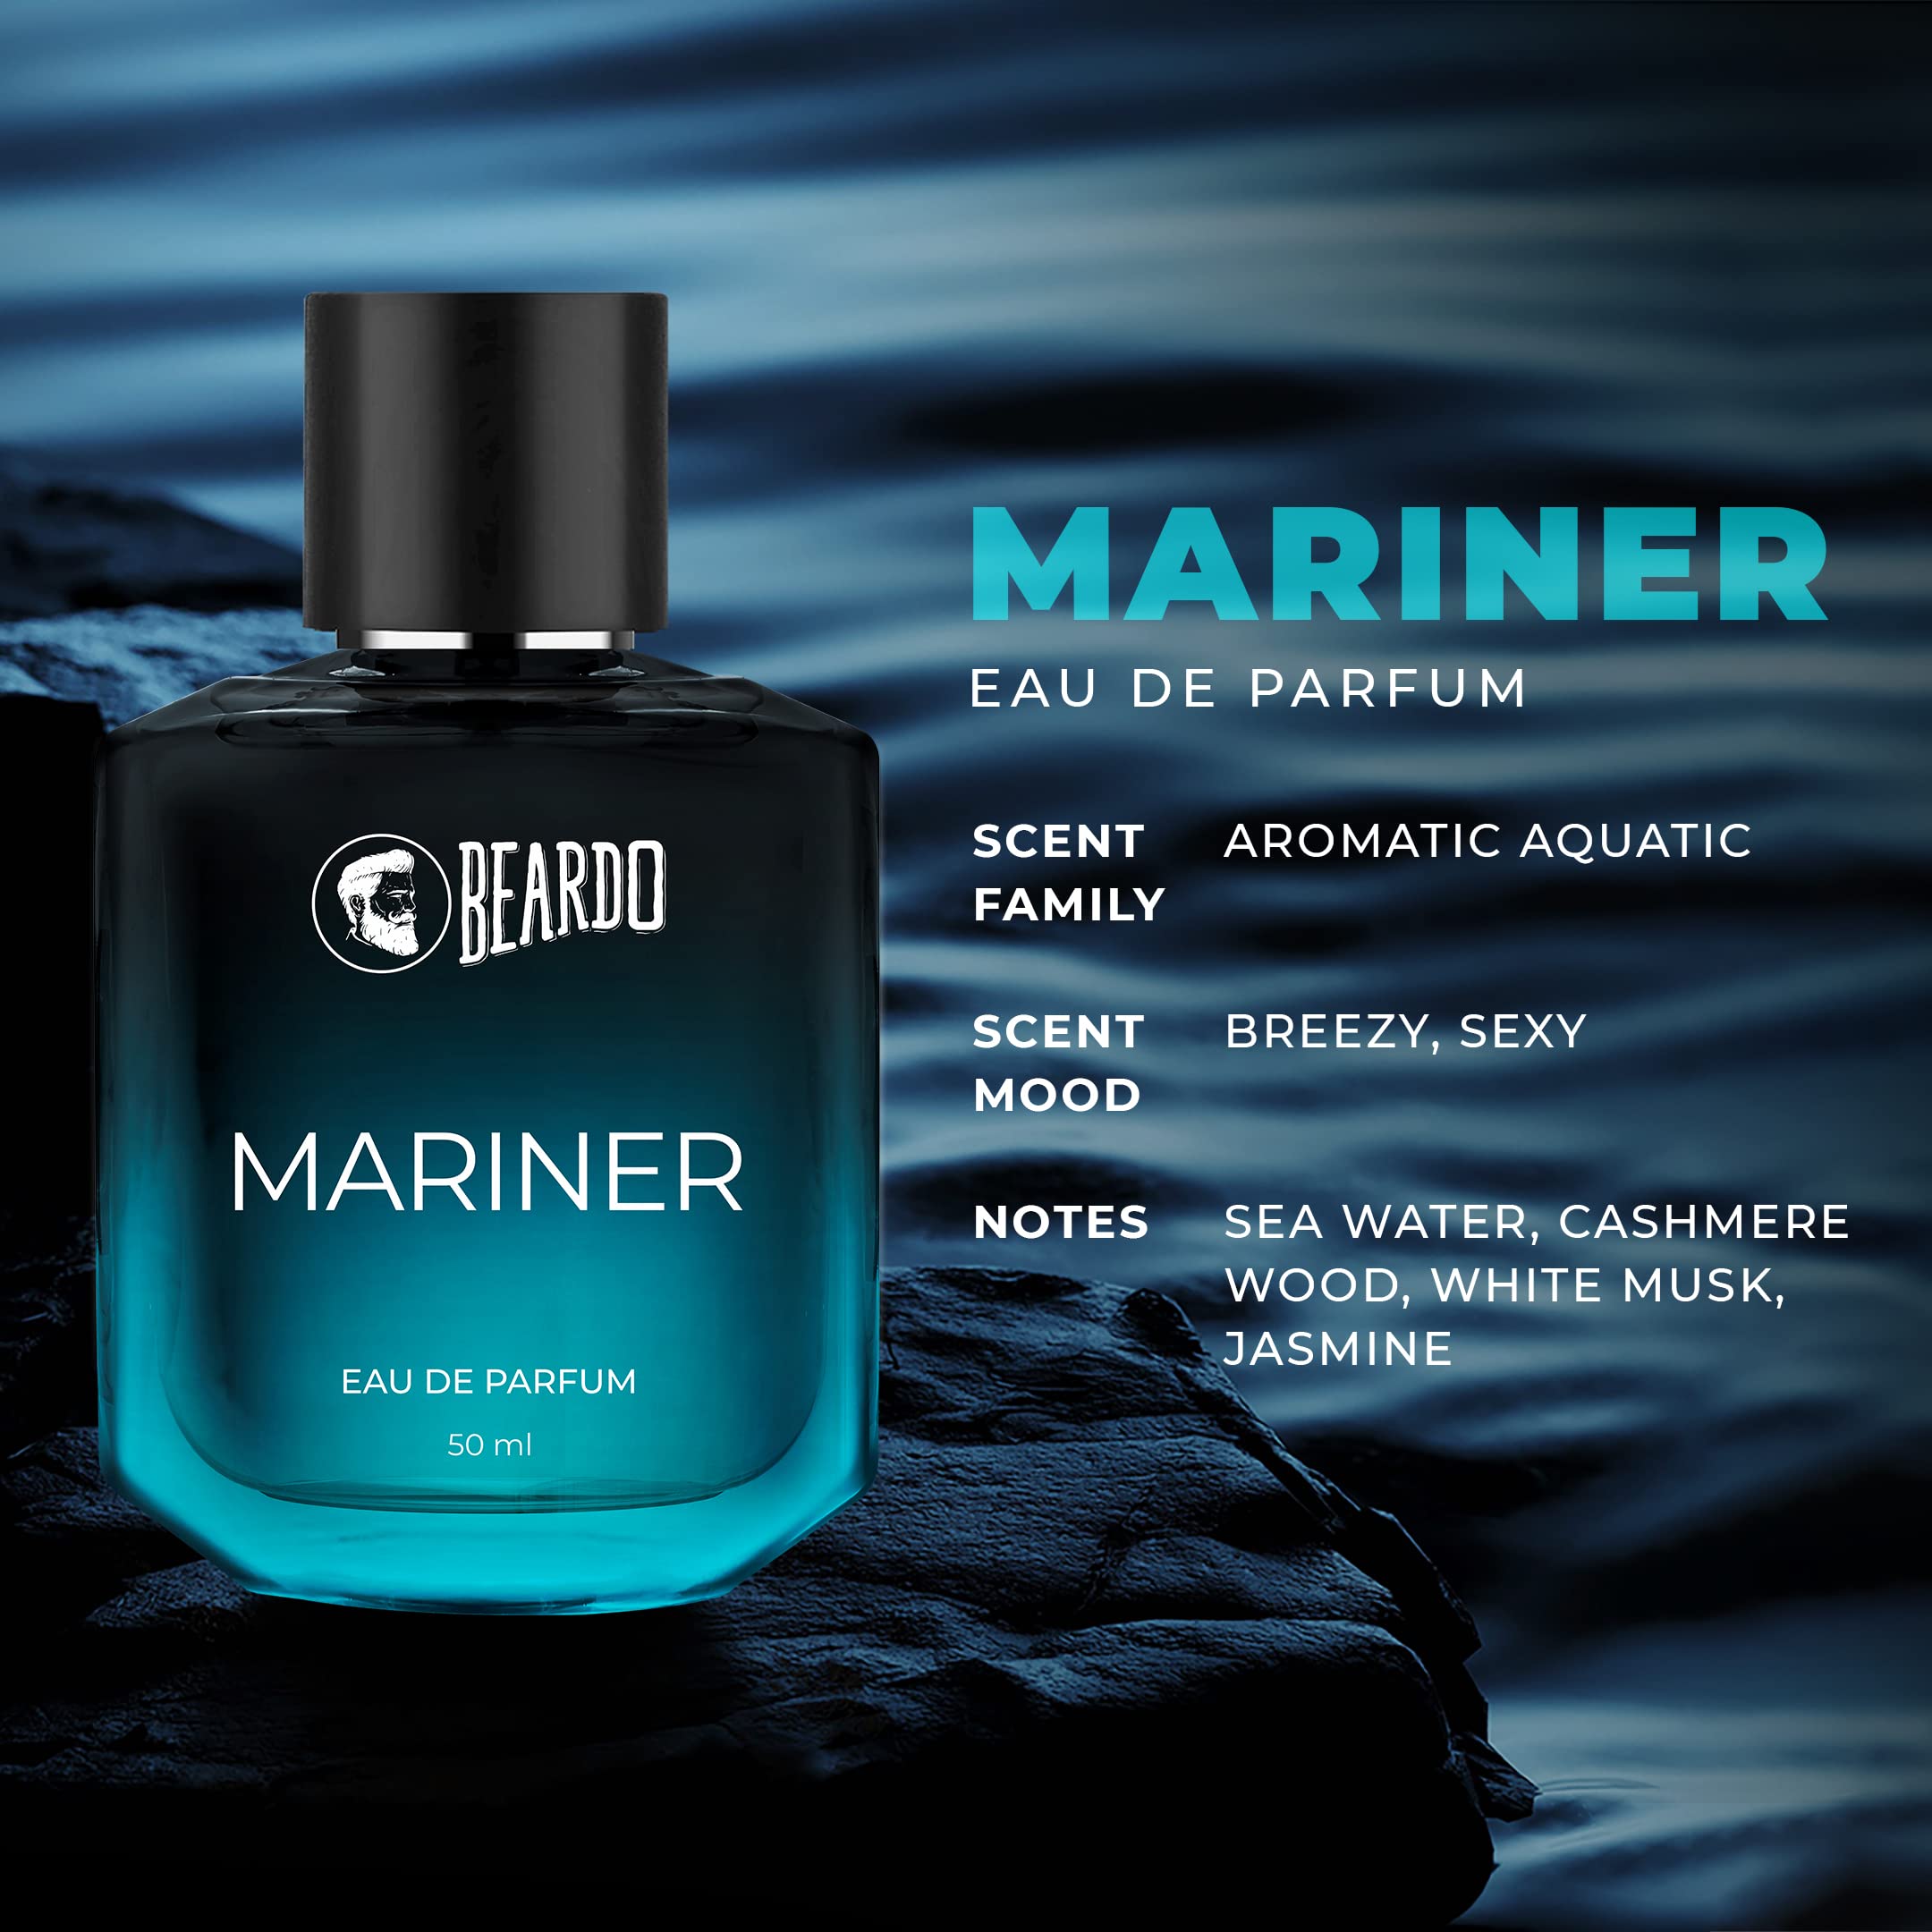 BEARDO
MARINER
EAU DE PARFUM
50 ml
MARINER
EAU DE PARFUM
SCENT FAMILY
AROMATIC AQUATIC
SCENT MOOD
BREEZY, SEXY
NOTES
SEA WATER, CASHMERE
WOOD, WHITE MUSK,
JASMINE